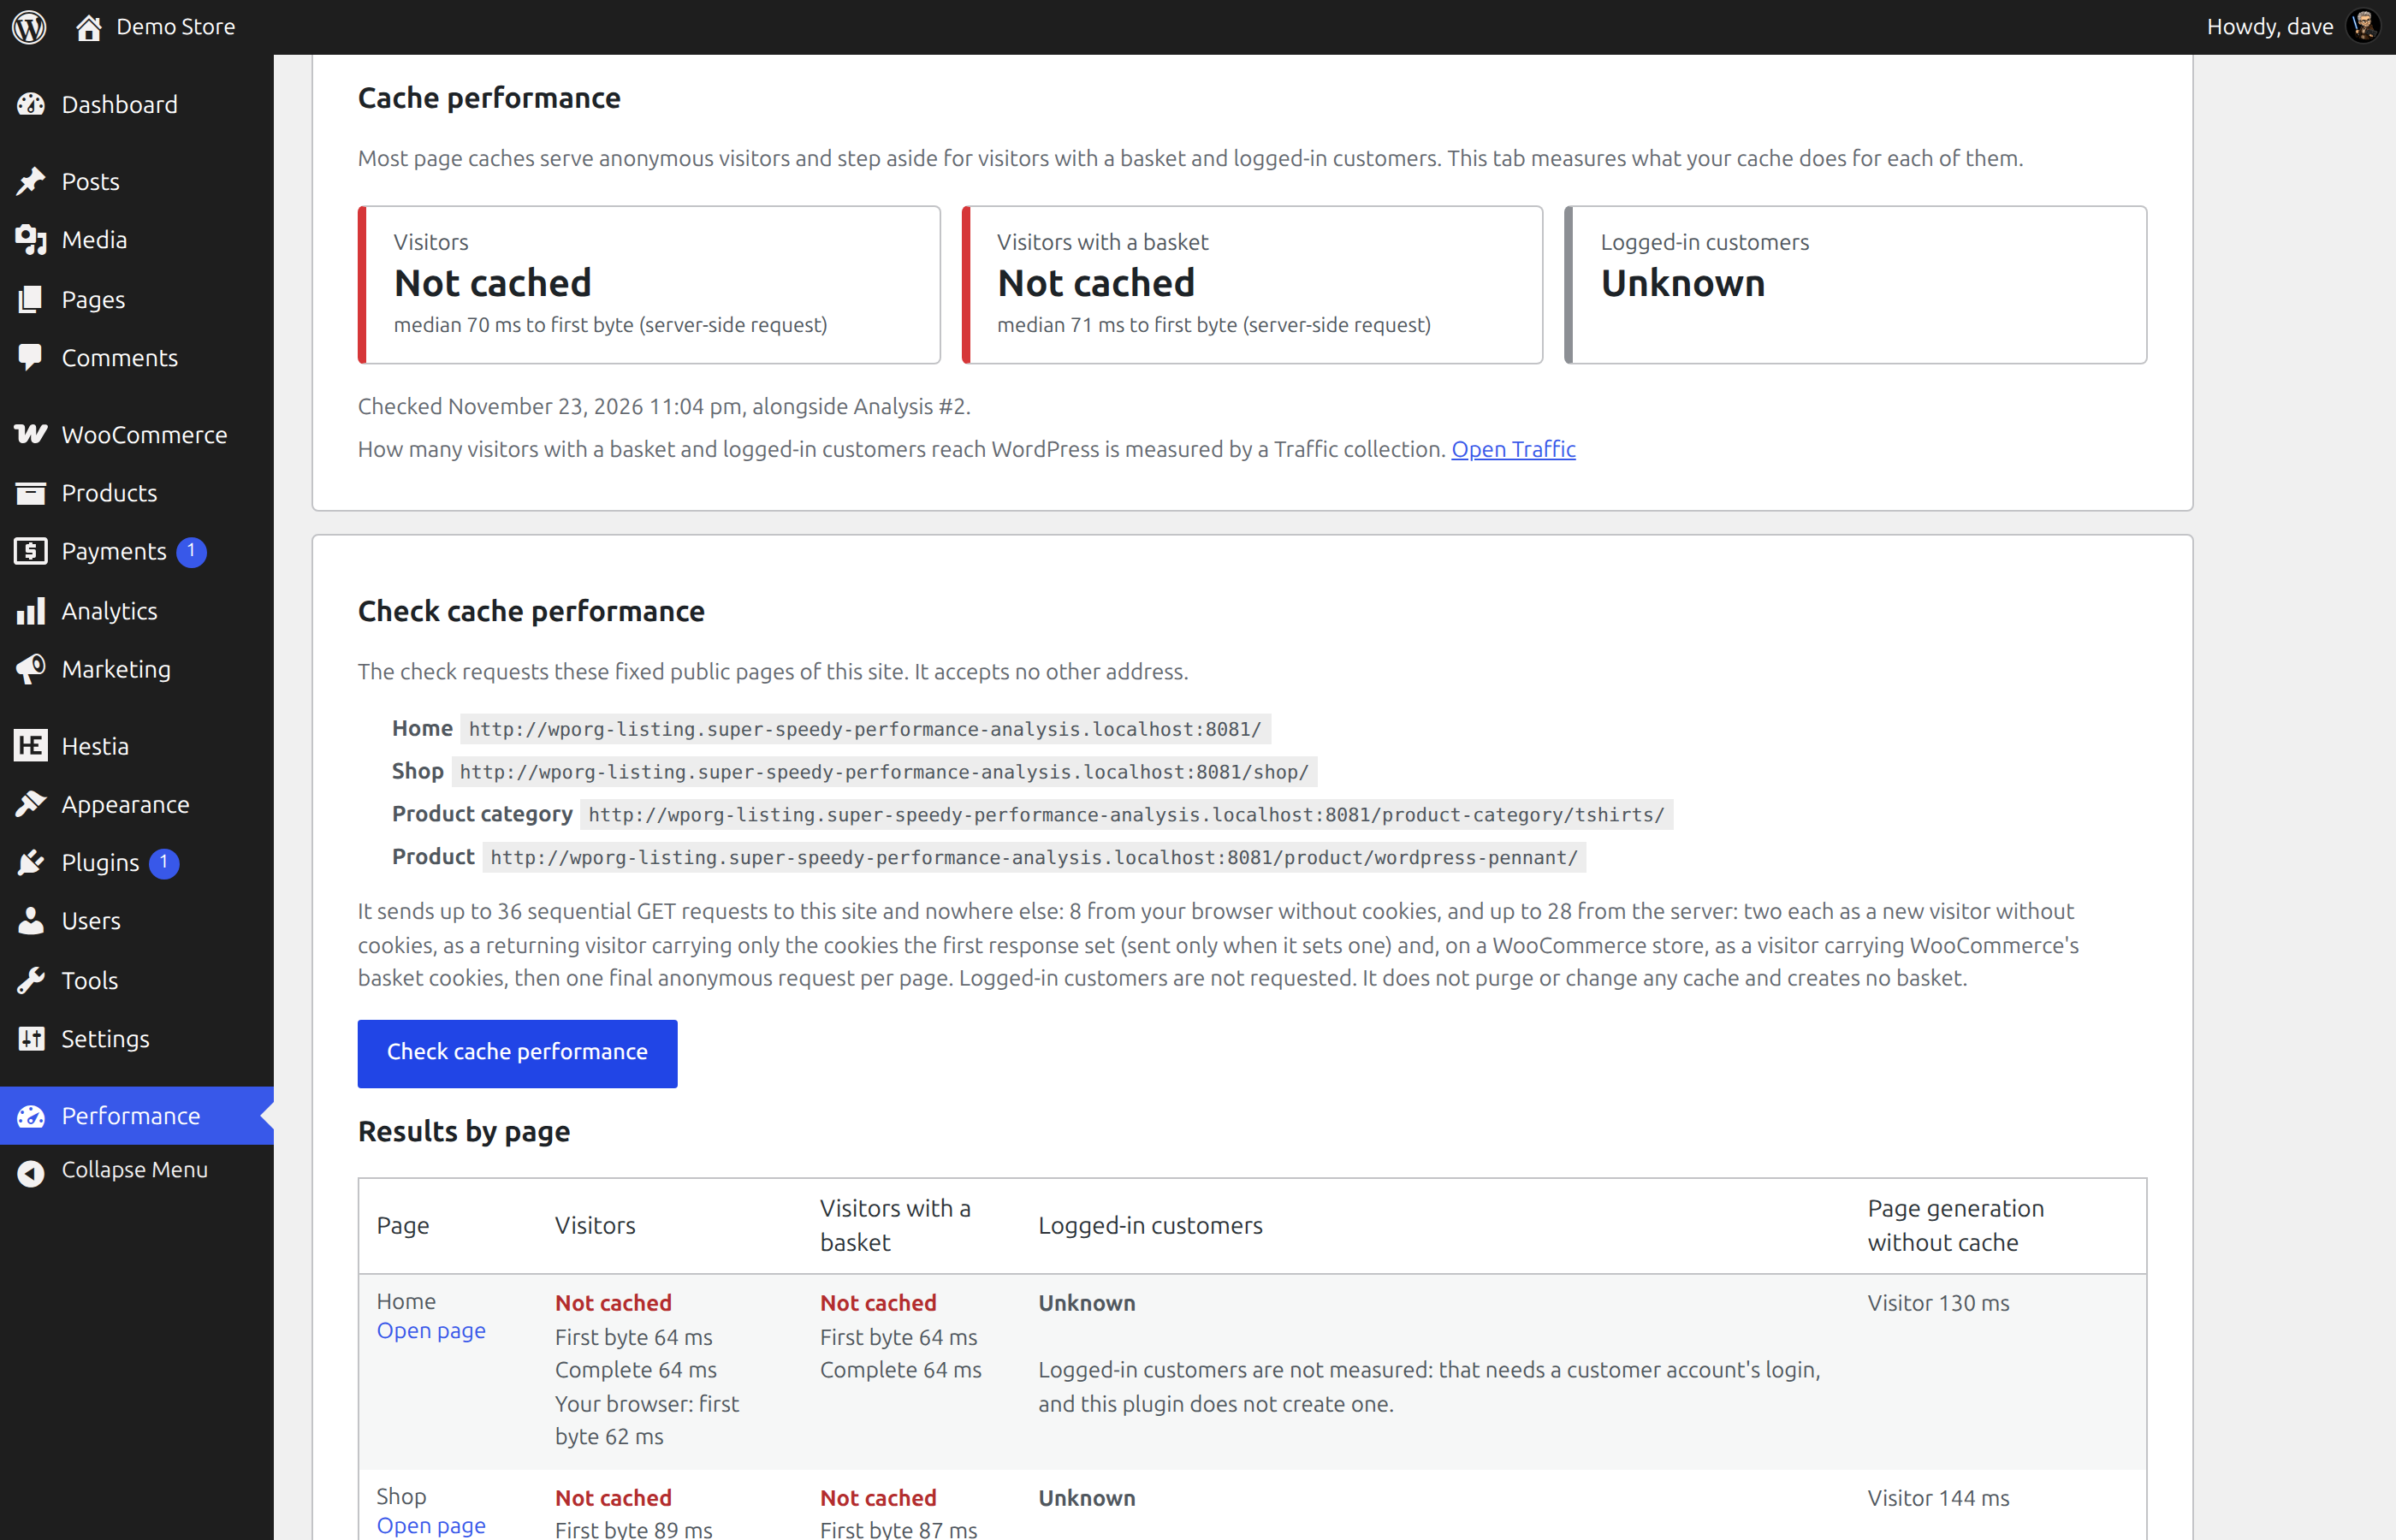 Demo Store
Howdy, dave
Dashboard
Posts
Media
Pages
Comments
WooCommerce
Products
Payments 1
Analytics
Marketing
Hestia
Appearance
Plugins 1
Users
Tools
Settings
Performance
Collapse Menu
Cache performance
Most page caches serve anonymous visitors and step aside for visitors with a basket and logged-in customers. This tab measures what your cache does for each of them.
Visitors
Not cached
median 70 ms to first byte (server-side request)
Visitors with a basket
Not cached
median 71 ms to first byte (server-side request)
Logged-in customers
Unknown
Checked November 23, 2026 11:04 pm, alongside Analysis #2.
How many visitors with a basket and logged-in customers reach WordPress is measured by a Traffic collection. Open Traffic
Check cache performance
The check requests these fixed public pages of this site. It accepts no other address.
Home http://wporg-listing.super-speedy-performance-analysis.localhost:8081/
Shop http://wporg-listing.super-speedy-performance-analysis.localhost:8081/shop/
Product category http://wporg-listing.super-speedy-performance-analysis.localhost:8081/product-category/tshirts/
Product http://wporg-listing.super-speedy-performance-analysis.localhost:8081/product/wordpress-pennant/
It sends up to 36 sequential GET requests to this site and nowhere else: 8 from your browser without cookies, and up to 28 from the server: two each as a new visitor without
cookies, as a returning visitor carrying only the cookies the first response set (sent only when it sets one) and, on a WooCommerce store, as a visitor carrying WooCommerce's
basket cookies, then one final anonymous request per page. Logged-in customers are not requested. It does not purge or change any cache and creates no basket.
Check cache performance
Results by page
Page
Visitors
Visitors with a
basket
Logged-in customers
Page generation
without cache
Home
Open page
Not cached
First byte 64 ms
Complete 64 ms
Your browser: first
byte 62 ms
Not cached
First byte 64 ms
Complete 64 ms
Unknown
Logged-in customers are not measured: that needs a customer account's login,
and this plugin does not create one.
Visitor 130 ms
Shop
Open page
Not cached
First byte 89 ms
Not cached
First byte 87 ms
Unknown
Visitor 144 ms